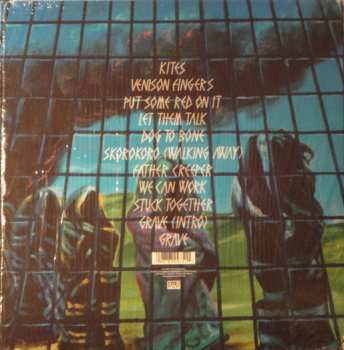 KITES
VENISON FINGERS
PUT SOME RED ON IT
LET THEM TALK
DOG TO BONE
SKOROKORO (WALKING AWAY)
FATHER CREEPER
WE CAN WORK
STUCK TOGETHER
GRAVE (INTRO)
GRAVE